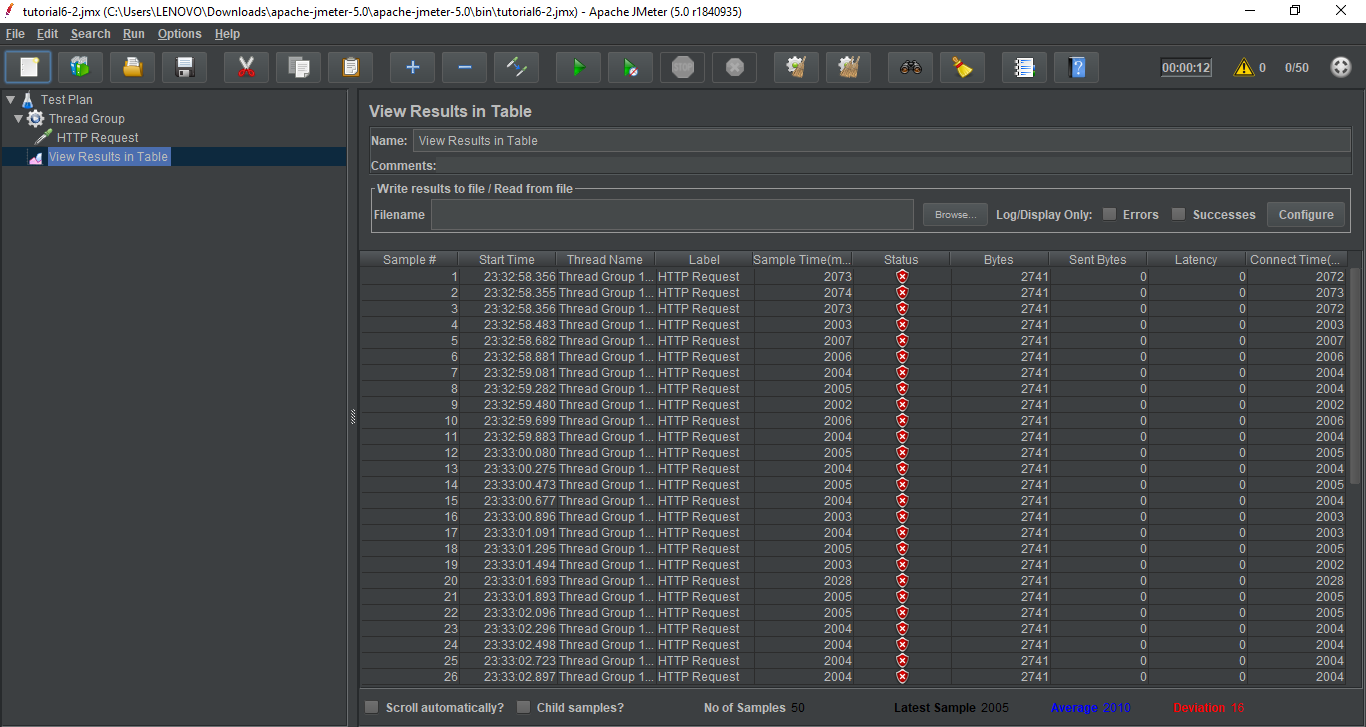 tutorial6-2.jmx (C:\Users\LENOVO\Downloads\apache-jmeter-5.0\apache-jmeter-5.0\bin\tutorial6-2.jmx) - Apache JMeter (5.0 r1840935)
File Edit Search Run Options Help
STOP 00:00:12 0 0/50
Test Plan
Thread Group
HTTP Request
View Results in Table
View Results in Table
Name: View Results in Table
Comments:
Write results to file / Read from file
Filename Browse... Log/Display Only: Errors Successes Configure
Sample # Start Time Thread Name Label Sample Time(m... Status Bytes Sent Bytes Latency Connect Time(...
1 23:32:58.356 Thread Group 1... HTTP Request 2073 2741 0 0 2072
2 23:32:58.355 Thread Group 1... HTTP Request 2074 2741 0 0 2073
3 23:32:58.356 Thread Group 1... HTTP Request 2073 2741 0 0 2072
4 23:32:58.483 Thread Group 1... HTTP Request 2003 2741 0 0 2003
5 23:32:58.682 Thread Group 1... HTTP Request 2007 2741 0 0 2007
6 23:32:58.881 Thread Group 1... HTTP Request 2006 2741 0 0 2006
7 23:32:59.081 Thread Group 1... HTTP Request 2004 2741 0 0 2004
8 23:32:59.282 Thread Group 1... HTTP Request 2005 2741 0 0 2004
9 23:32:59.480 Thread Group 1... HTTP Request 2002 2741 0 0 2002
10 23:32:59.699 Thread Group 1... HTTP Request 2006 2741 0 0 2006
11 23:32:59.883 Thread Group 1... HTTP Request 2004 2741 0 0 2004
12 23:33:00.080 Thread Group 1... HTTP Request 2005 2741 0 0 2005
13 23:33:00.275 Thread Group 1... HTTP Request 2004 2741 0 0 2004
14 23:33:00.473 Thread Group 1... HTTP Request 2005 2741 0 0 2005
15 23:33:00.677 Thread Group 1... HTTP Request 2004 2741 0 0 2004
16 23:33:00.896 Thread Group 1... HTTP Request 2003 2741 0 0 2003
17 23:33:01.091 Thread Group 1... HTTP Request 2004 2741 0 0 2003
18 23:33:01.295 Thread Group 1... HTTP Request 2005 2741 0 0 2005
19 23:33:01.494 Thread Group 1... HTTP Request 2003 2741 0 0 2002
20 23:33:01.693 Thread Group 1... HTTP Request 2028 2741 0 0 2028
21 23:33:01.893 Thread Group 1... HTTP Request 2005 2741 0 0 2005
22 23:33:02.096 Thread Group 1... HTTP Request 2005 2741 0 0 2005
23 23:33:02.296 Thread Group 1... HTTP Request 2004 2741 0 0 2004
24 23:33:02.498 Thread Group 1... HTTP Request 2004 2741 0 0 2004
25 23:33:02.723 Thread Group 1... HTTP Request 2004 2741 0 0 2004
26 23:33:02.897 Thread Group 1... HTTP Request 2004 2741 0 0 2004
Scroll automatically? Child samples? No of Samples 50 Latest Sample 2005 Average 2010 Deviation 16